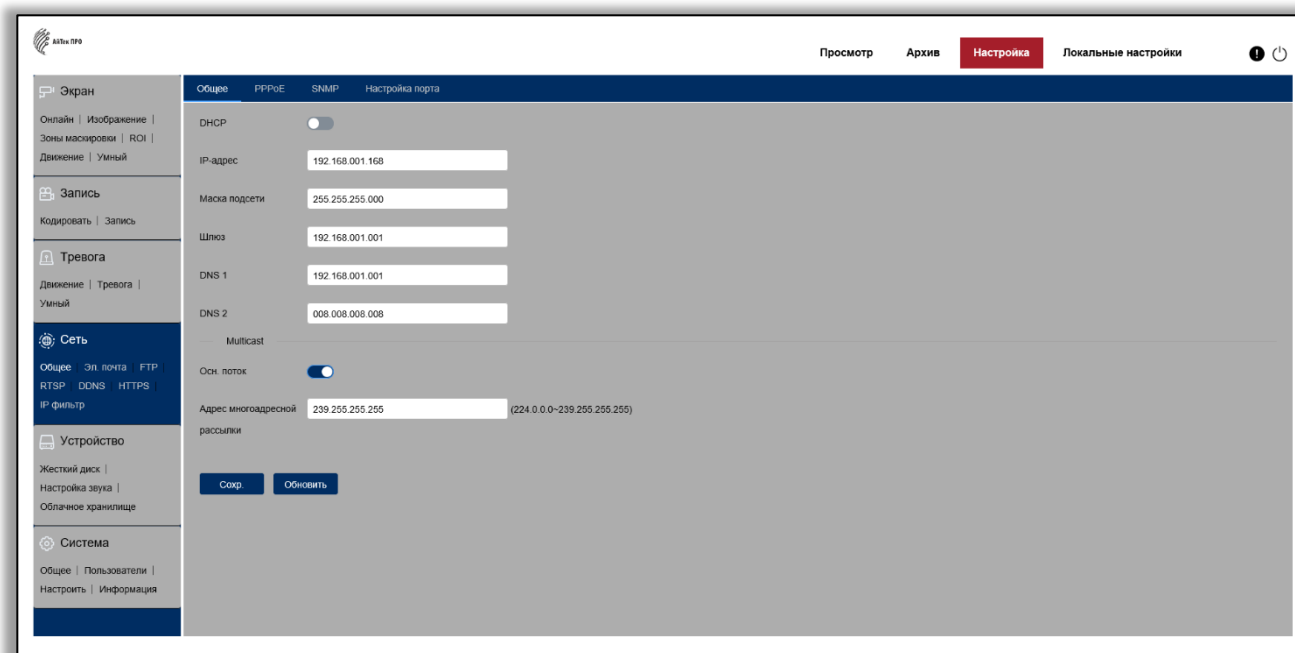 АйТек ПРО
Просмотр Архив Настройка Локальные настройки
Экран
Онлайн | Изображение |
Зоны маскировки | ROI |
Движение | Умный
Запись
Кодировать | Запись
Тревога
Движение | Тревога |
Умный
Сеть
Общее | Эл. почта | FTP |
RTSP | DDNS | HTTPS |
IP фильтр
Устройство
Жесткий диск |
Настройка звука |
Облачное хранилище
Система
Общее | Пользователи |
Настроить | Информация
Общее PPPoE SNMP Настройка порта
DHCP
IP-адрес 192.168.001.168
Маска подсети 255.255.255.000
Шлюз 192.168.001.001
DNS 1 192.168.001.001
DNS 2 008.008.008.008
Multicast
Осн. поток
Адрес многоадресной 239.255.255.255 (224.0.0.0~239.255.255.255)
рассылки
Сохр. Обновить